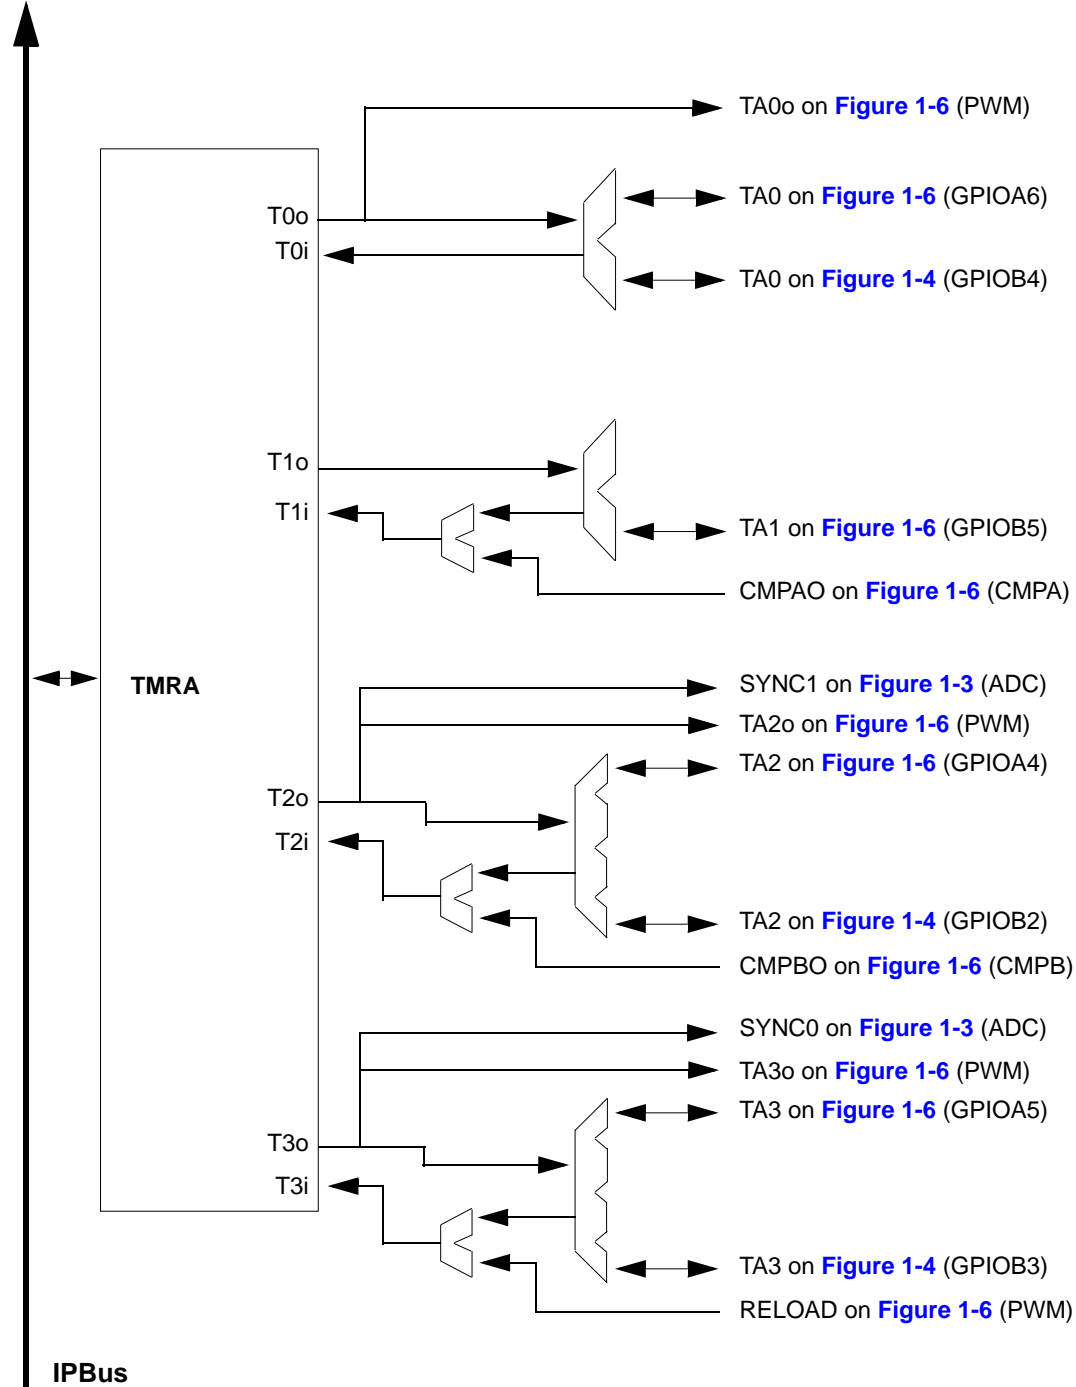 TA0o on Figure 1-6 (PWM)
TA0 on Figure 1-6 (GPIOA6)
T0o
T0i
TA0 on Figure 1-4 (GPIOB4)
T1o
T1i
TA1 on Figure 1-6 (GPIOB5)
CMPAO on Figure 1-6 (CMPA)
TMRA
SYNC1 on Figure 1-3 (ADC)
TA2o on Figure 1-6 (PWM)
TA2 on Figure 1-6 (GPIOA4)
T2o
T2i
TA2 on Figure 1-4 (GPIOB2)
CMPBO on Figure 1-6 (CMPB)
SYNC0 on Figure 1-3 (ADC)
TA3o on Figure 1-6 (PWM)
TA3 on Figure 1-6 (GPIOA5)
T3o
T3i
TA3 on Figure 1-4 (GPIOB3)
RELOAD on Figure 1-6 (PWM)
IPBus